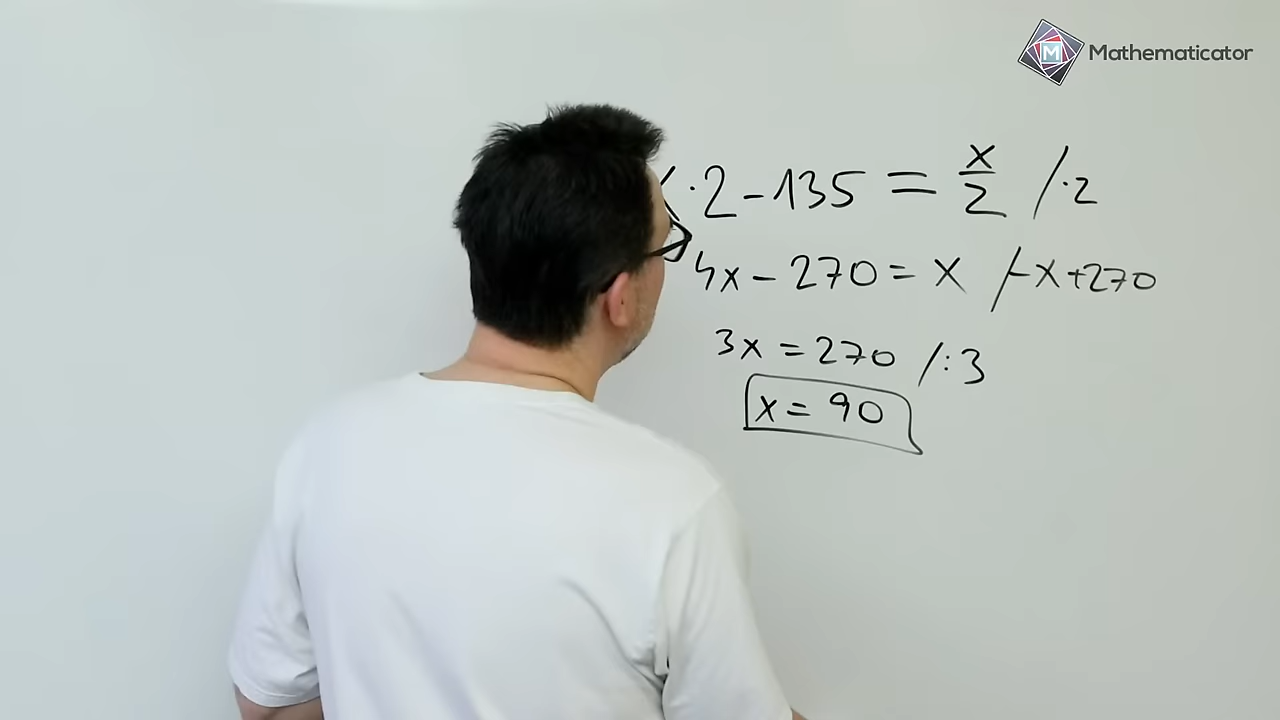 Mathematicator
·2-135 = x/2 /·2
4x - 270 = x /-x+270
3x = 270 /:3
x = 90